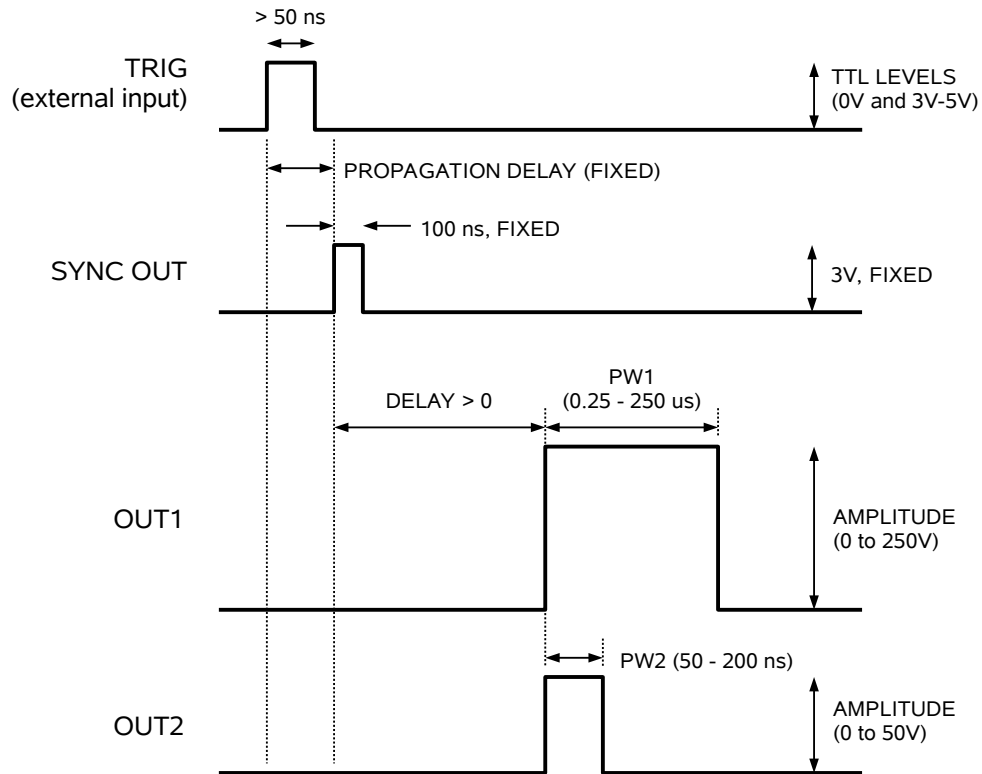 > 50 ns
TRIG
(external input)
TTL LEVELS
(0V and 3V-5V)
PROPAGATION DELAY (FIXED)
100 ns, FIXED
SYNC OUT
3V, FIXED
PW1
(0.25 - 250 us)
DELAY > 0
OUT1
AMPLITUDE
(0 to 250V)
PW2 (50 - 200 ns)
OUT2
AMPLITUDE
(0 to 50V)